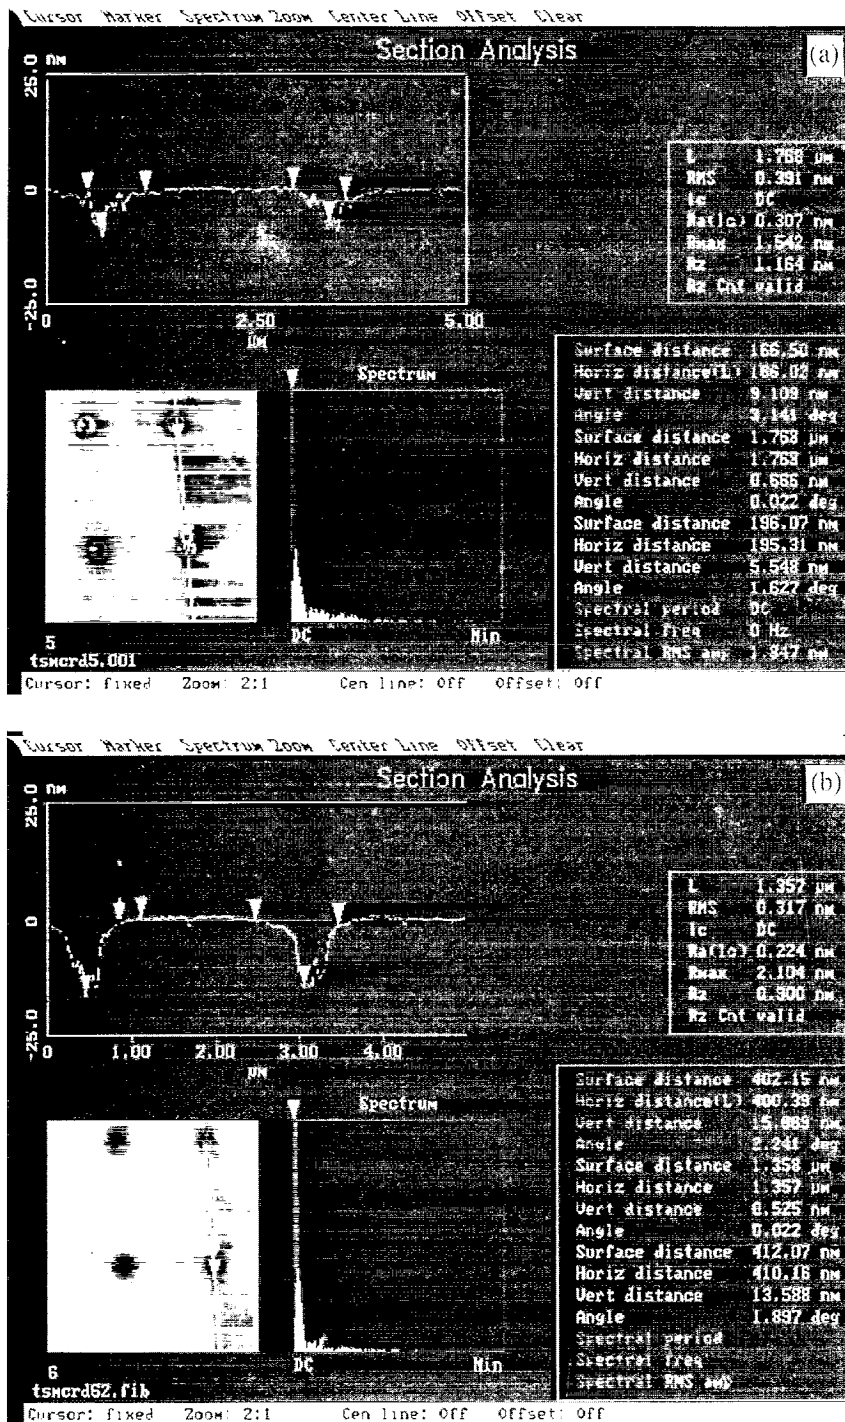 Cursor Marker Spectrum Zoom Center Line Offset Clear
Section Analysis
(a)
25.0
nm
0
-25.0
0 2.50 5.00
μm
L 1.768 μm
RMS 0.391 nm
lc DC
Ra(lc) 0.307 nm
Rmax 1.542 nm
Rz 1.164 nm
Rz Cnt valid
Spectrum
DC Min
Surface distance 166.50 nm
Horiz distance(L)
Vert distance 9.109 nm
Angle 3.141 deg
Surface distance 1.768 μm
Horiz distance 1.768 μm
Vert distance 0.666 nm
Angle 0.022 deg
Surface distance 196.07 nm
Horiz distance 195.31 nm
Vert distance 5.548 nm
Angle 1.627 deg
Spectral period DC
Spectral freq 0 Hz
Spectral RMS amp 1.347 nm
5
tsmcrd5.001
Cursor: fixed Zoom: 2:1 Cen line: Off Offset: Off
Cursor Marker Spectrum Zoom Center Line Offset Clear
Section Analysis
(b)
25.0
nm
0
-25.0
0 1.00 2.00 3.00 4.00
μm
L 1.357 μm
RMS 0.317 nm
lc DC
Ra(lc) 0.224 nm
Rmax 2.104 nm
Rz 0.900 nm
Rz Cnt valid
Spectrum
DC Min
Surface distance 402.15 nm
Horiz distance(L) 400.39 nm
Vert distance nm
Angle 2.241 deg
Surface distance 1.358 μm
Horiz distance 1.357 μm
Vert distance 0.525 nm
Angle 0.022 deg
Surface distance 412.07 nm
Horiz distance 410.16 nm
Vert distance 13.588 nm
Angle 1.897 deg
Spectral period
Spectral freq
Spectral RMS amp
6
tsmcrd62.fib
Cursor: fixed Zoom: 2:1 Cen line: Off Offset: Off